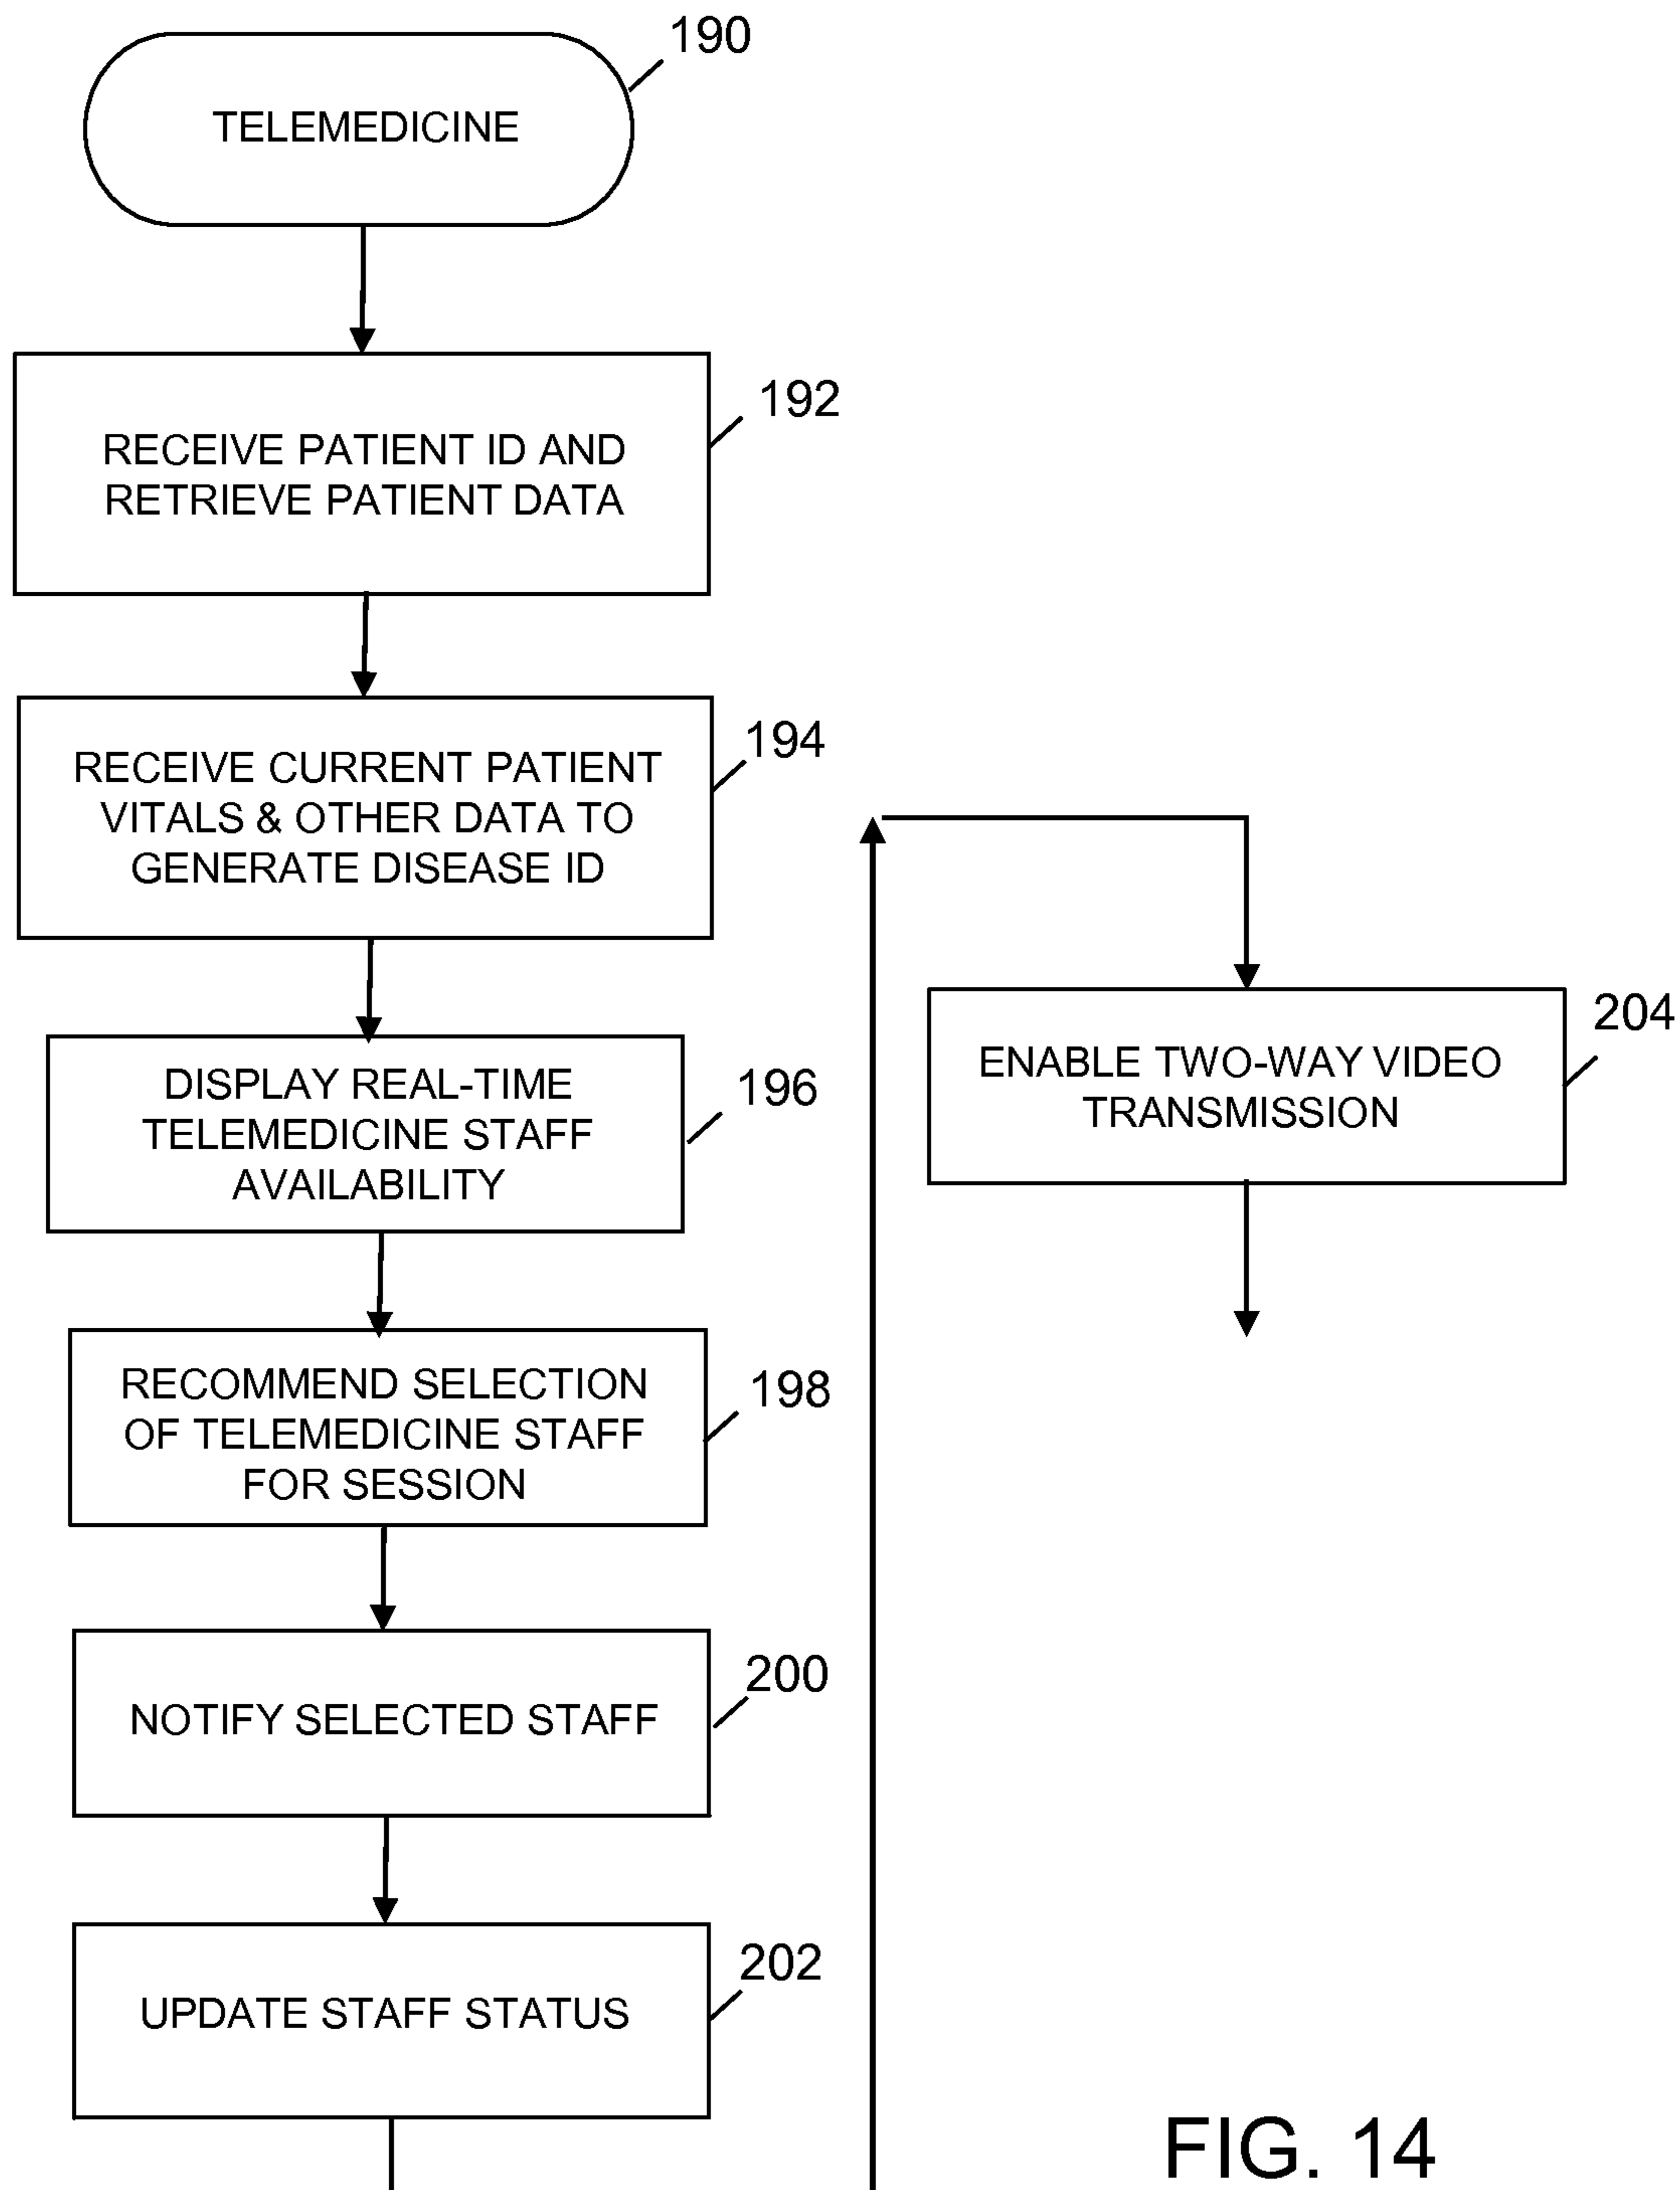 190
TELEMEDICINE
192
RECEIVE PATIENT ID AND
RETRIEVE PATIENT DATA
194
RECEIVE CURRENT PATIENT
VITALS & OTHER DATA TO
GENERATE DISEASE ID
196
DISPLAY REAL-TIME
TELEMEDICINE STAFF
AVAILABILITY
198
RECOMMEND SELECTION
OF TELEMEDICINE STAFF
FOR SESSION
200
NOTIFY SELECTED STAFF
202
UPDATE STAFF STATUS
204
ENABLE TWO-WAY VIDEO
TRANSMISSION
FIG. 14